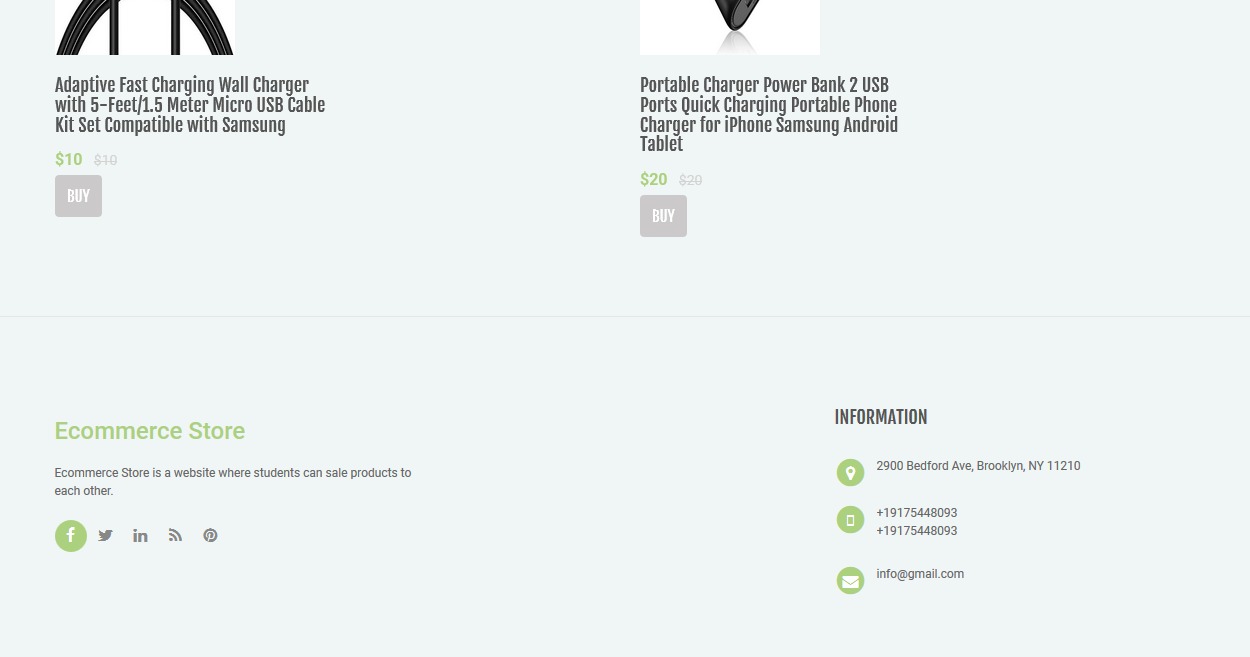 Adaptive Fast Charging Wall Charger
with 5-Feet/1.5 Meter Micro USB Cable
Kit Set Compatible with Samsung
$10 $10
BUY
Portable Charger Power Bank 2 USB
Ports Quick Charging Portable Phone
Charger for iPhone Samsung Android
Tablet
$20 $20
BUY
Ecommerce Store
Ecommerce Store is a website where students can sale products to
each other.
INFORMATION
2900 Bedford Ave, Brooklyn, NY 11210
+19175448093
+19175448093
info@gmail.com